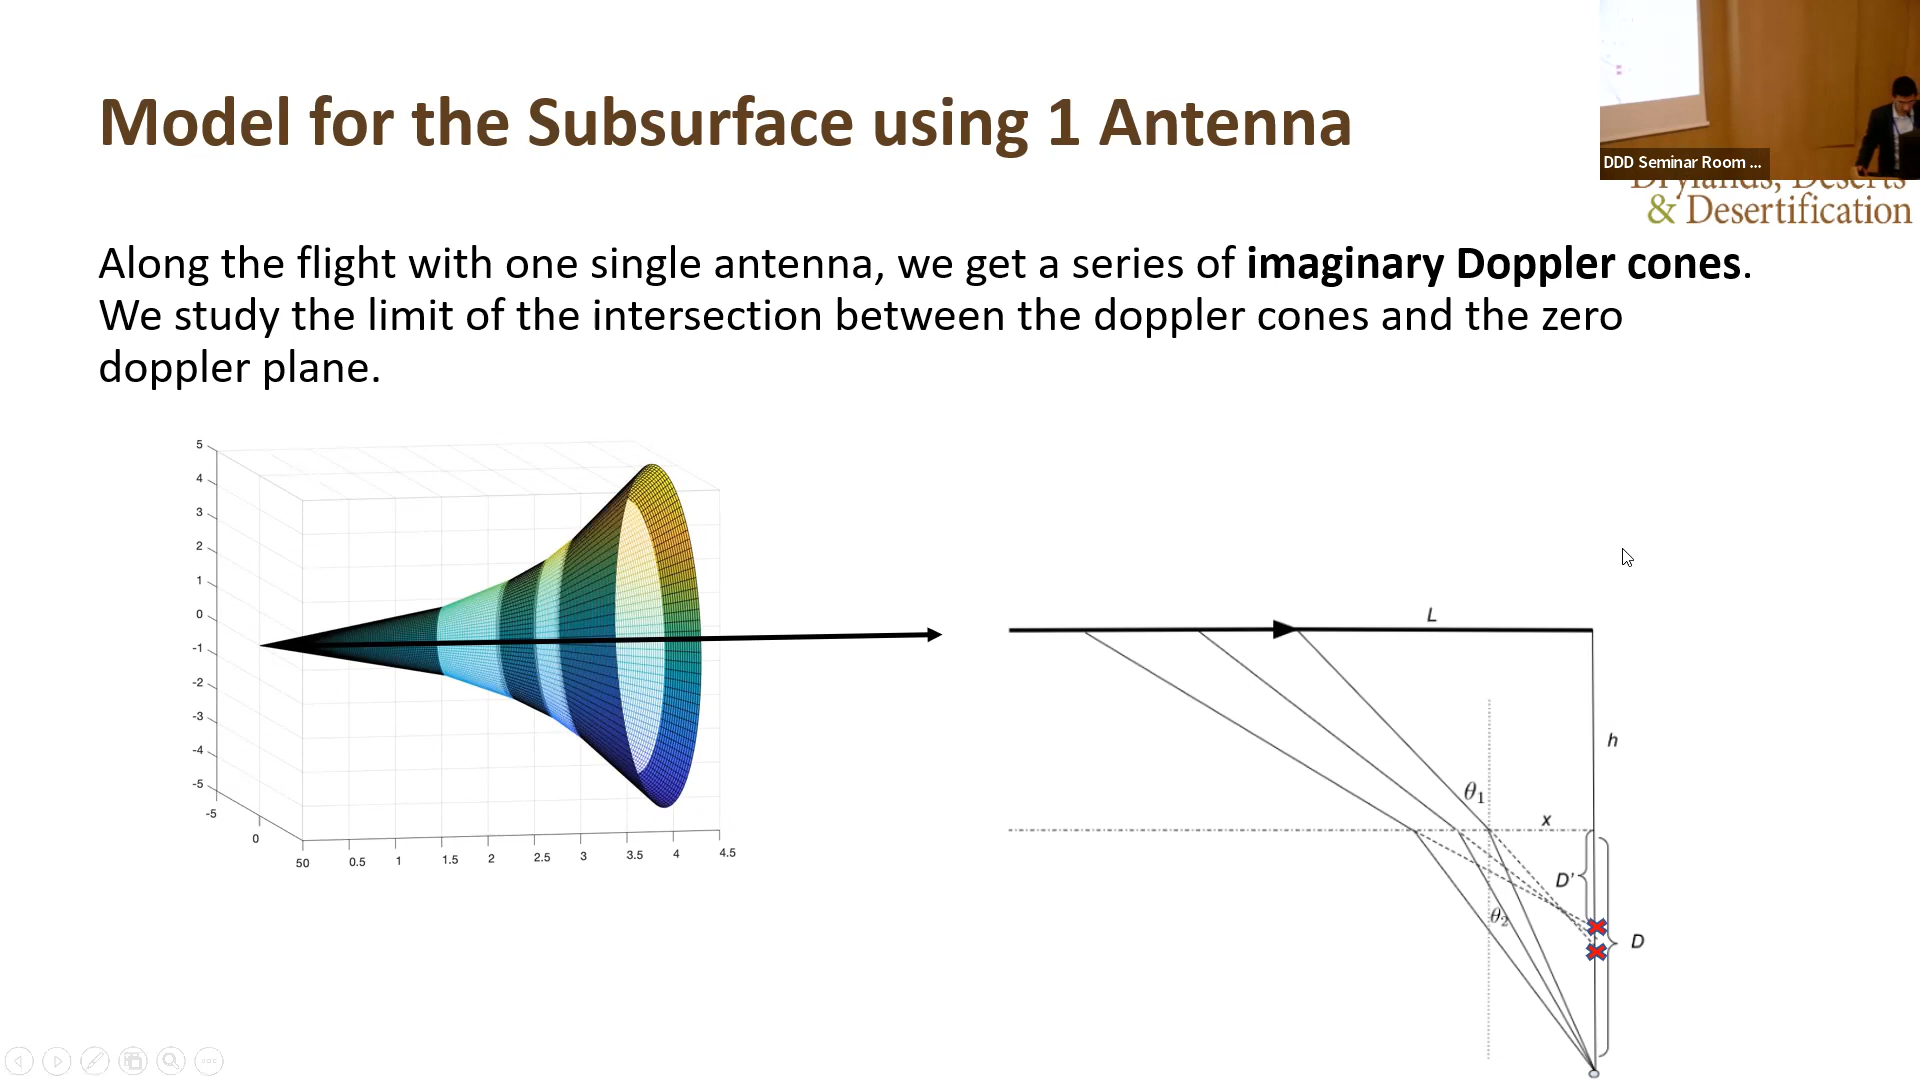 Model for the Subsurface using 1 Antenna
DDD Seminar Room ...
Drylands, Deserts
& Desertification
Along the flight with one single antenna, we get a series of imaginary Doppler cones.
We study the limit of the intersection between the doppler cones and the zero
doppler plane.
5
4
3
2
1
0
-1
-2
-3
-4
-5
-5
0
50
0.5
1
1.5
2
2.5
3
3.5
4
4.5
L
h
θ1
x
D'
θ2
D